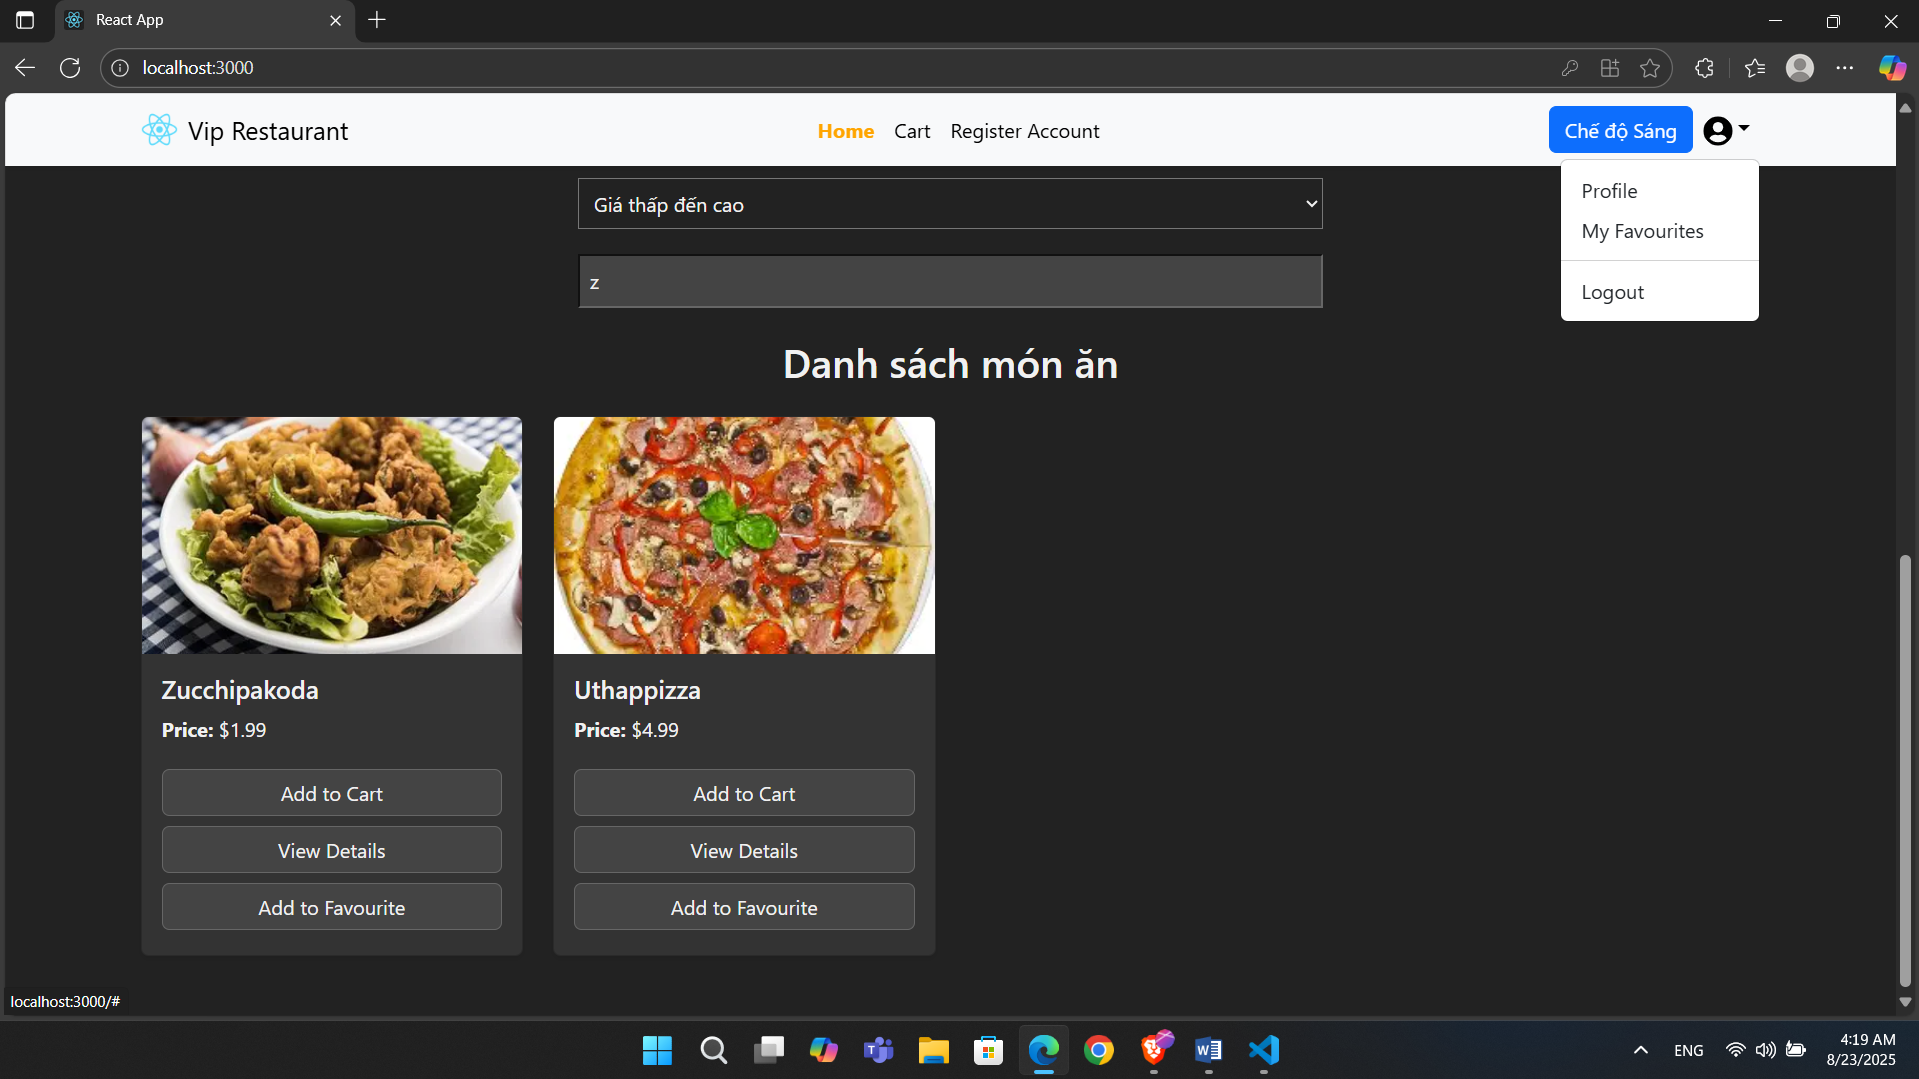 React App
localhost:3000
Vip Restaurant
Home
Cart
Register Account
Chế độ Sáng
Profile
My Favourites
Logout
Giá thấp đến cao
z
Danh sách món ăn
Zucchipakoda
Price: $1.99
Add to Cart
View Details
Add to Favourite
Uthappizza
Price: $4.99
Add to Cart
View Details
Add to Favourite
localhost:3000/#
ENG
4:19 AM
8/23/2025